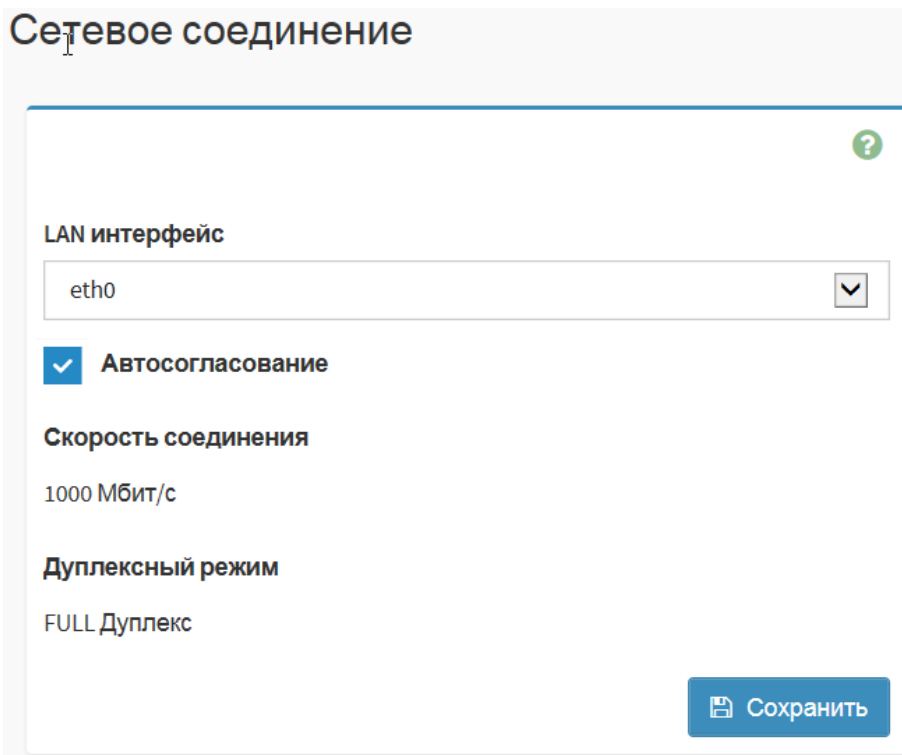 Сетевое соединение
?
LAN интерфейс
eth0
Автосогласование
Скорость соединения
1000 Мбит/с
Дуплексный режим
FULL Дуплекс
Сохранить